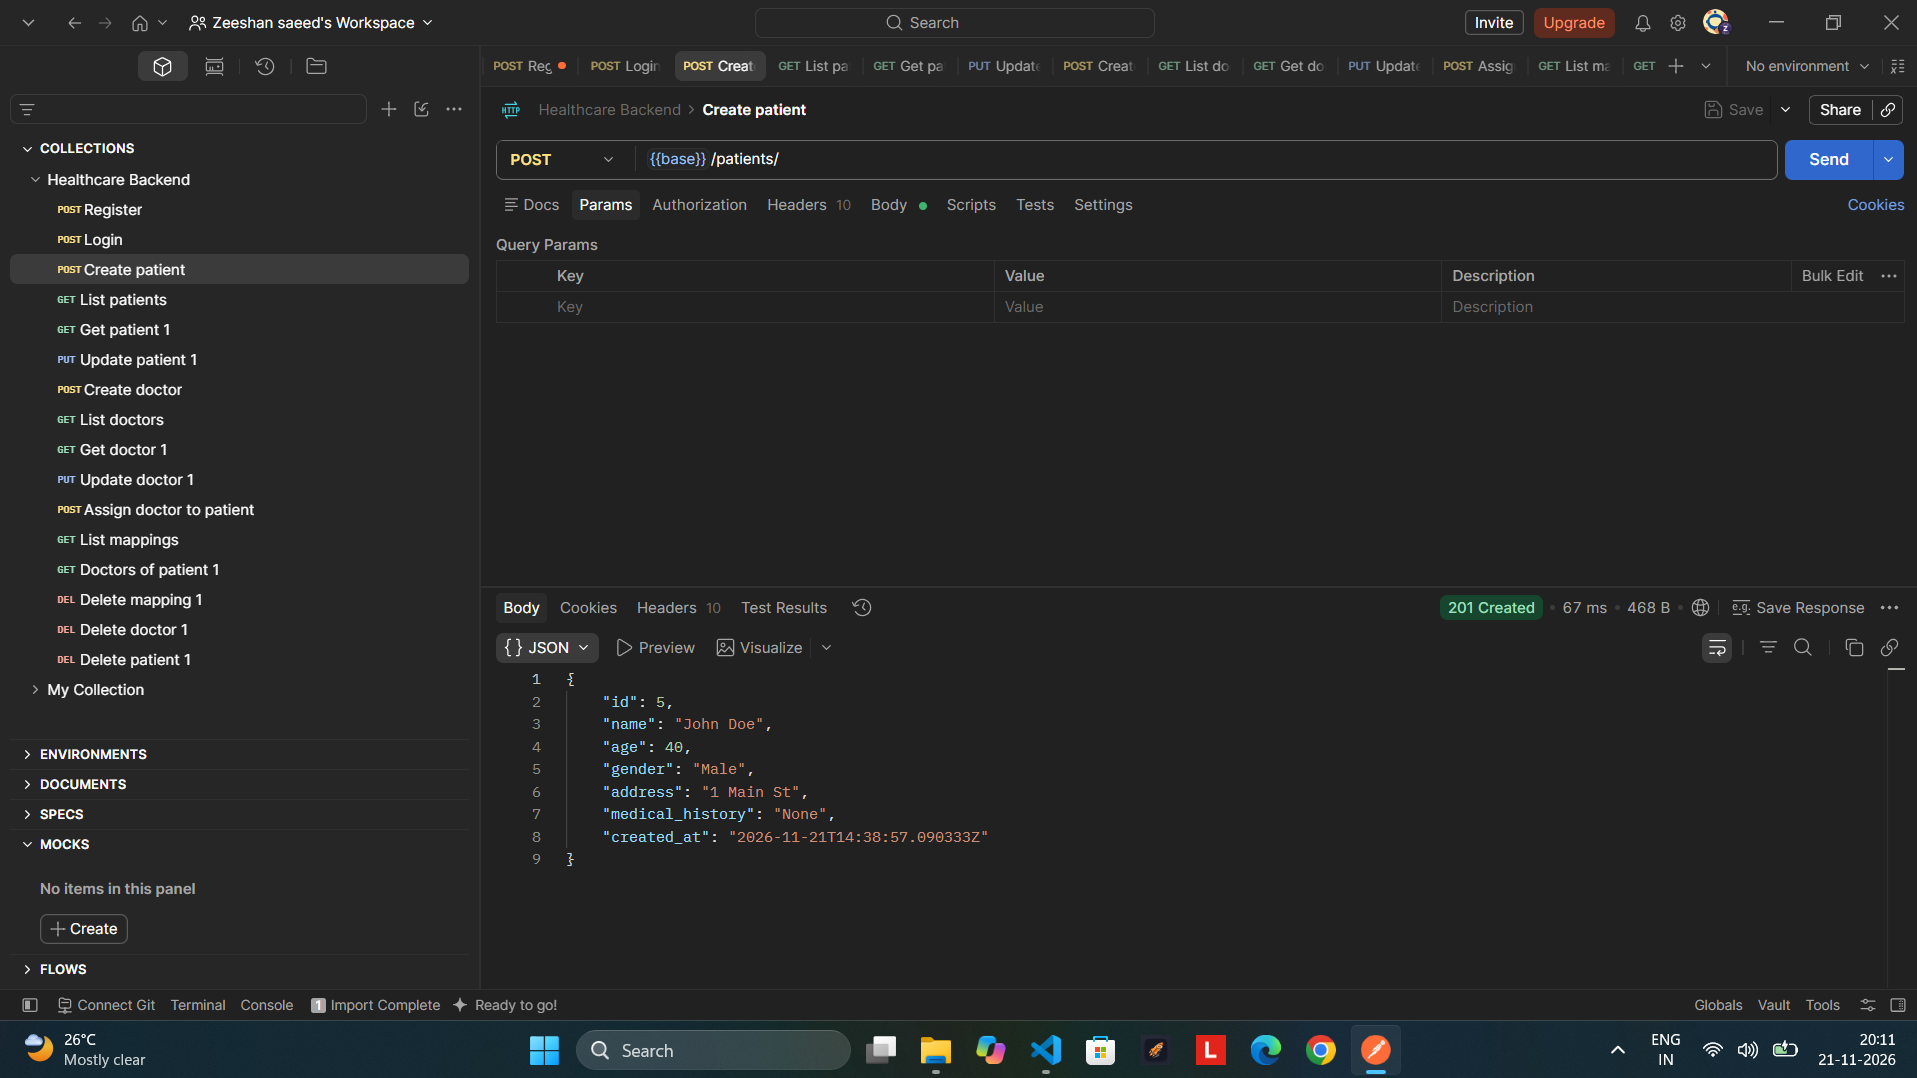 Zeeshan saeed's Workspace
Search
Invite
Upgrade
POST Reg
POST Login
POST Creat
GET List pa
GET Get pa
PUT Update
POST Creat
GET List do
GET Get do
PUT Update
POST Assig
GET List ma
GET
No environment
HTTP Healthcare Backend > Create patient
Save
Share
COLLECTIONS
POST
{{base}} /patients/
Send
Healthcare Backend
Docs Params Authorization Headers 10 Body Scripts Tests Settings
Cookies
POST Register
POST Login
POST Create patient
GET List patients
GET Get patient 1
PUT Update patient 1
POST Create doctor
GET List doctors
GET Get doctor 1
PUT Update doctor 1
POST Assign doctor to patient
GET List mappings
GET Doctors of patient 1
DEL Delete mapping 1
DEL Delete doctor 1
DEL Delete patient 1
My Collection
ENVIRONMENTS
DOCUMENTS
SPECS
MOCKS
No items in this panel
Create
FLOWS
Query Params
Key Value Description Bulk Edit
Key Value Description
Body Cookies Headers 10 Test Results
201 Created • 67 ms • 468 B
e.g. Save Response
{ } JSON Preview Visualize
1 {
2 "id": 5,
3 "name": "John Doe",
4 "age": 40,
5 "gender": "Male",
6 "address": "1 Main St",
7 "medical_history": "None",
8 "created_at": "2026-11-21T14:38:57.090333Z"
9 }
Connect Git Terminal Console 1 Import Complete Ready to go!
Globals Vault Tools
26°C
Mostly clear
Search
L
ENG
IN
20:11
21-11-2026